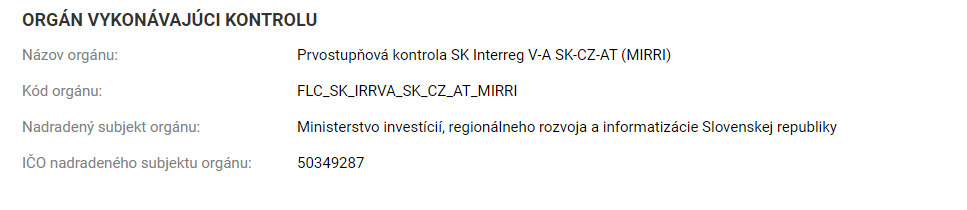 ORGÁN VYKONÁVAJÚCI KONTROLU
Názov orgánu: Prvostupňová kontrola SK Interreg V-A SK-CZ-AT (MIRRI)
Kód orgánu: FLC_SK_IRRVA_SK_CZ_AT_MIRRI
Nadradený subjekt orgánu: Ministerstvo investícií, regionálneho rozvoja a informatizácie Slovenskej republiky
IČO nadradeného subjektu orgánu: 50349287